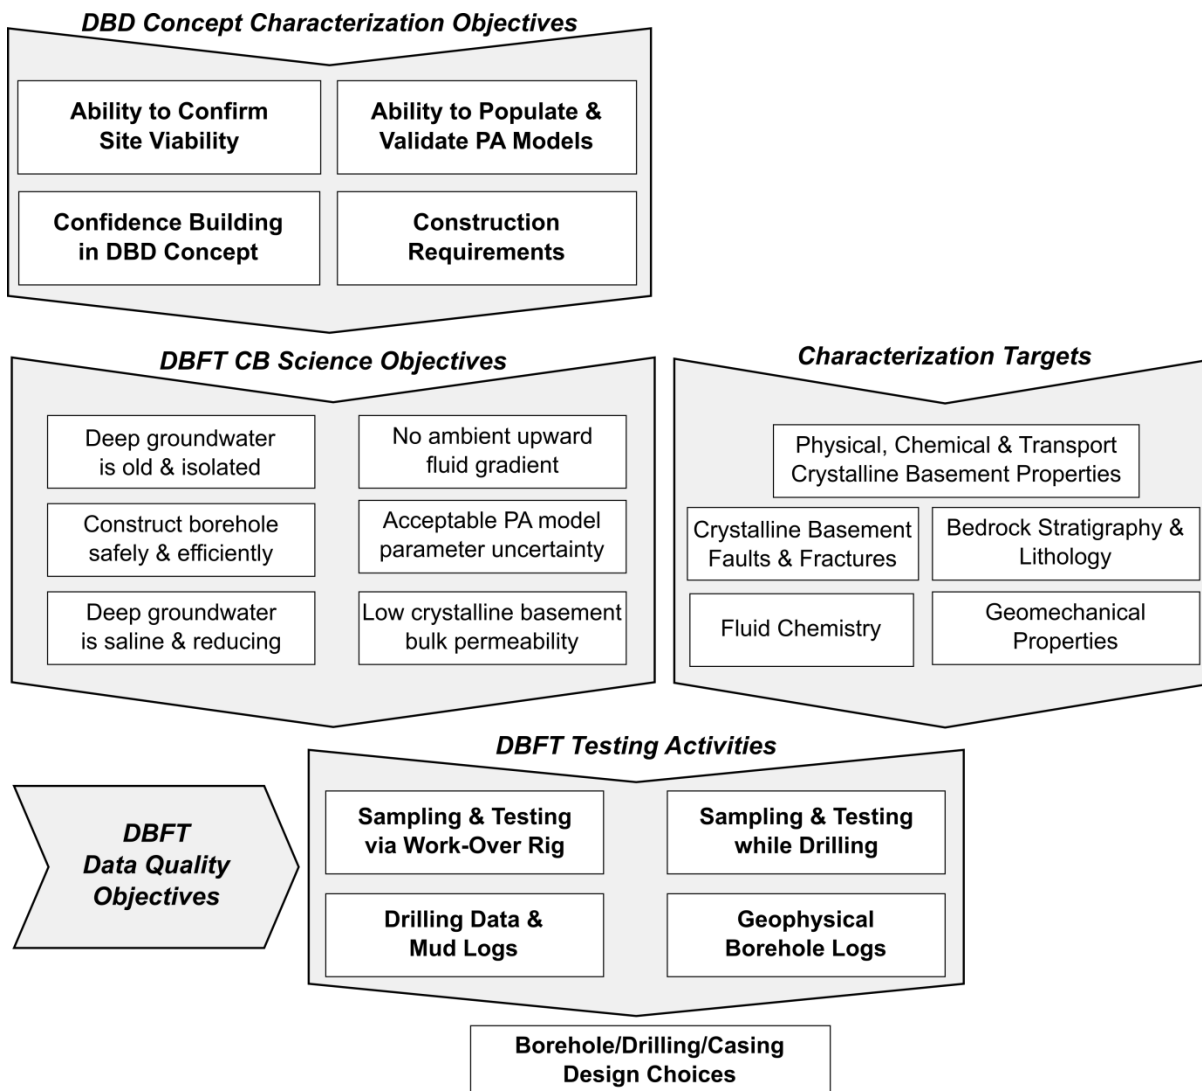 DBD Concept Characterization Objectives
Ability to Confirm
Site Viability
Ability to Populate &
Validate PA Models
Confidence Building
in DBD Concept
Construction
Requirements
DBFT CB Science Objectives
Deep groundwater
is old & isolated
No ambient upward
fluid gradient
Construct borehole
safely & efficiently
Acceptable PA model
parameter uncertainty
Deep groundwater
is saline & reducing
Low crystalline basement
bulk permeability
Characterization Targets
Physical, Chemical & Transport
Crystalline Basement Properties
Crystalline Basement
Faults & Fractures
Bedrock Stratigraphy &
Lithology
Fluid Chemistry
Geomechanical
Properties
DBFT
Data Quality
Objectives
DBFT Testing Activities
Sampling & Testing
via Work-Over Rig
Sampling & Testing
while Drilling
Drilling Data &
Mud Logs
Geophysical
Borehole Logs
Borehole/Drilling/Casing
Design Choices